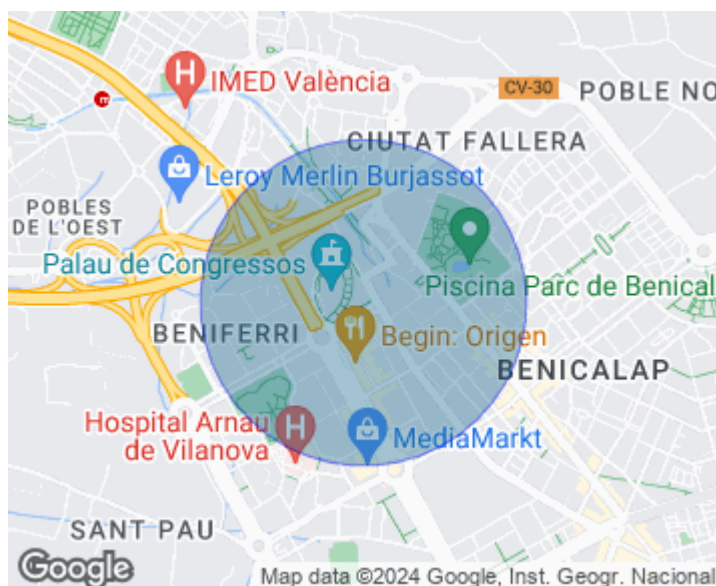 H
IMED València
CV-30
POBLE NO
CIUTAT FALLERA
Leroy Merlin Burjassot
POBLES
DE L'OEST
Palau de Congressos
Piscina Parc de Benical
BENIFERRI
Begin: Origen
BENICALAP
Hospital Arnau
de Vilanova
H
MediaMarkt
SANT PAU
Google
Map data ©2024 Google, Inst. Geogr. Nacional